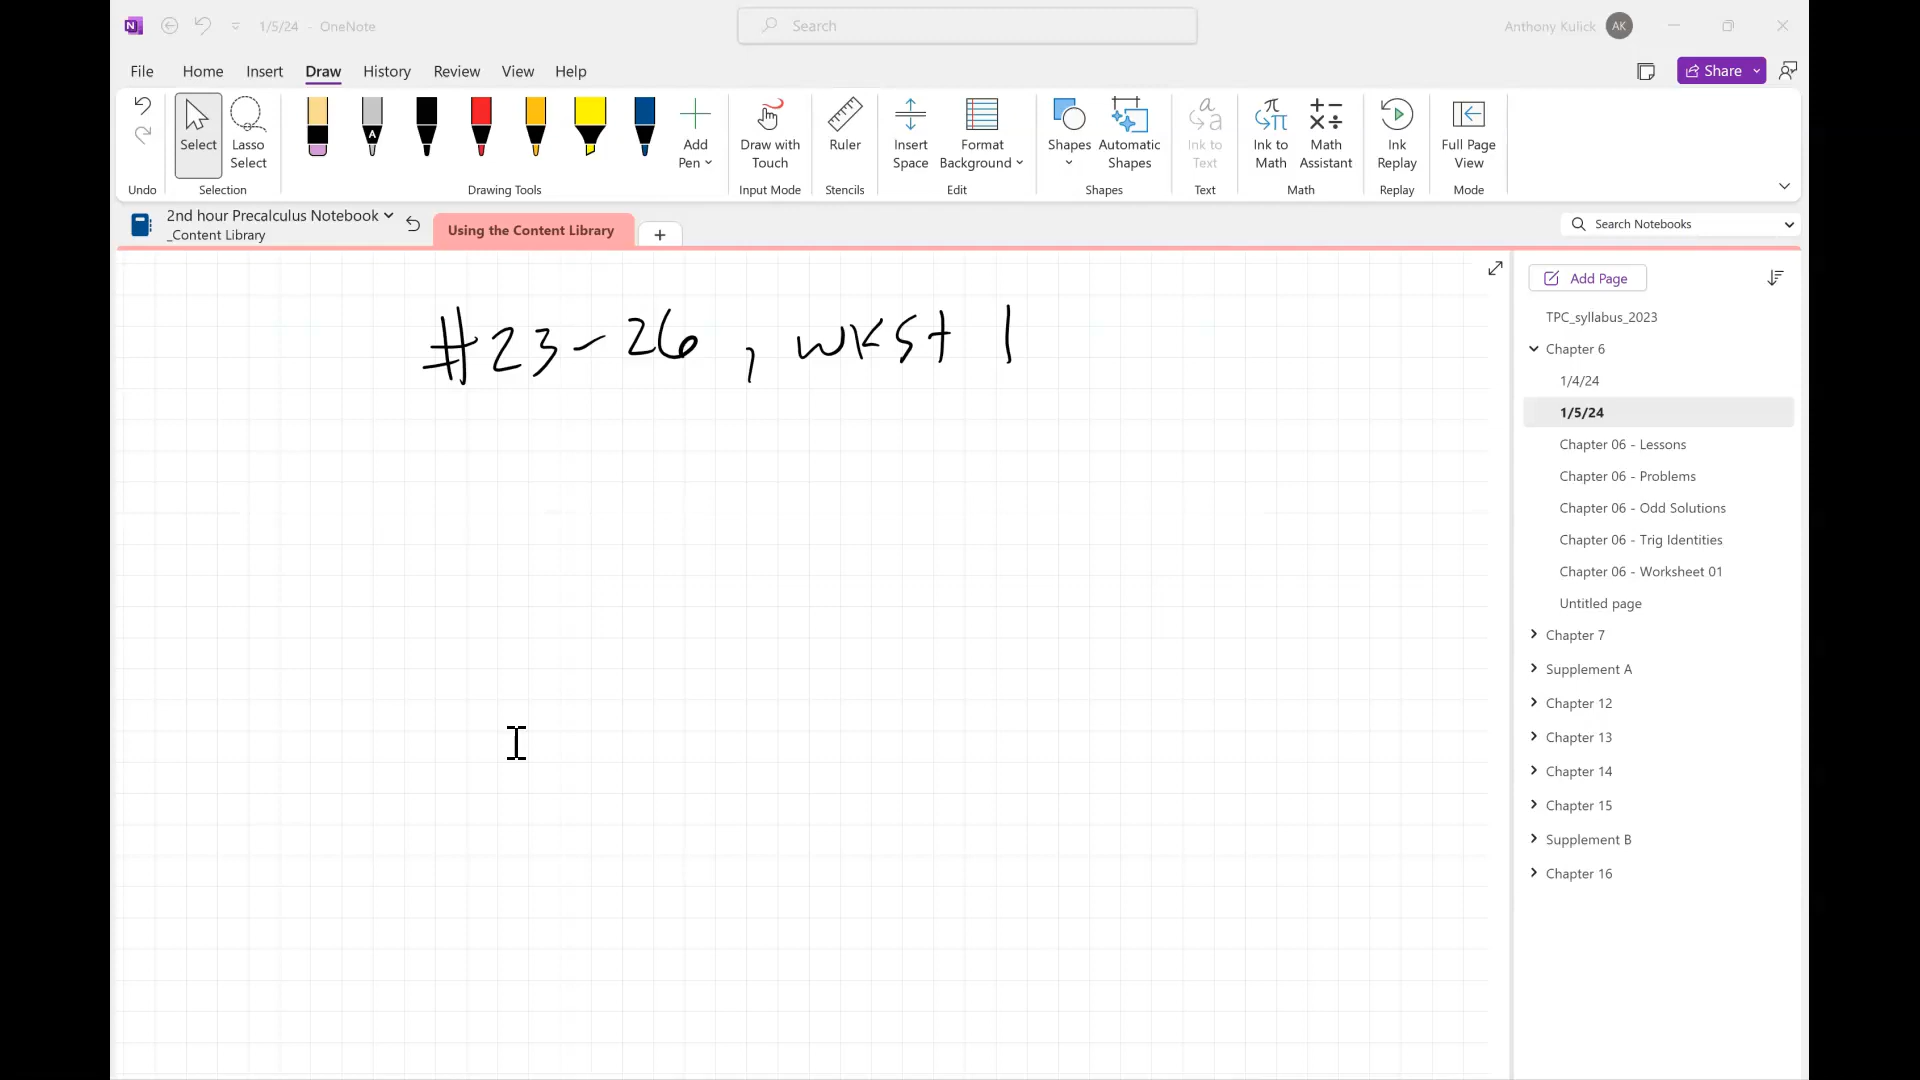 1/5/24 - OneNote
Search
Anthony Kulick
AK
File Home Insert Draw History Review View Help
Share
Select
Lasso Select
A
Add Pen
Draw with Touch
Ruler
Insert Space
Format Background
Shapes
Automatic Shapes
Ink to Text
Ink to Math
Math Assistant
Ink Replay
Full Page View
Undo
Selection
Drawing Tools
Input Mode
Stencils
Edit
Shapes
Text
Math
Replay
Mode
2nd hour Precalculus Notebook
_Content Library
Using the Content Library
Search Notebooks
#23-26, wkst 1
Add Page
TPC_syllabus_2023
Chapter 6
1/4/24
1/5/24
Chapter 06 - Lessons
Chapter 06 - Problems
Chapter 06 - Odd Solutions
Chapter 06 - Trig Identities
Chapter 06 - Worksheet 01
Untitled page
Chapter 7
Supplement A
Chapter 12
Chapter 13
Chapter 14
Chapter 15
Supplement B
Chapter 16